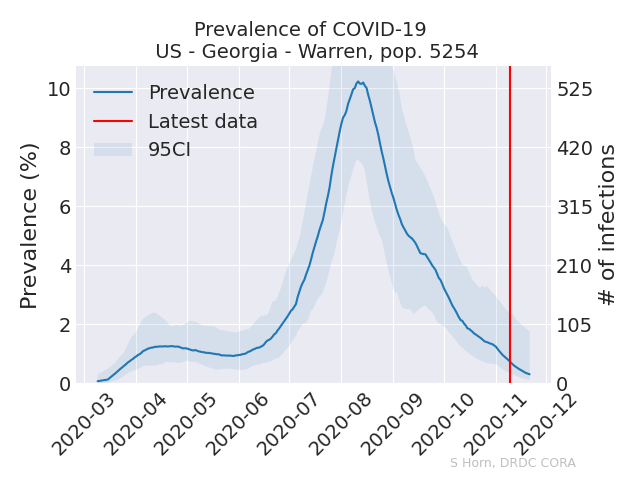 Prevalence of COVID-19
US - Georgia - Warren, pop. 5254
Prevalence
Latest data
95CI
Prevalence (%)
10
8
6
4
2
0
# of infections
525
420
315
210
105
0
2020-03
2020-04
2020-05
2020-06
2020-07
2020-08
2020-09
2020-10
2020-11
2020-12
S Horn, DRDC CORA